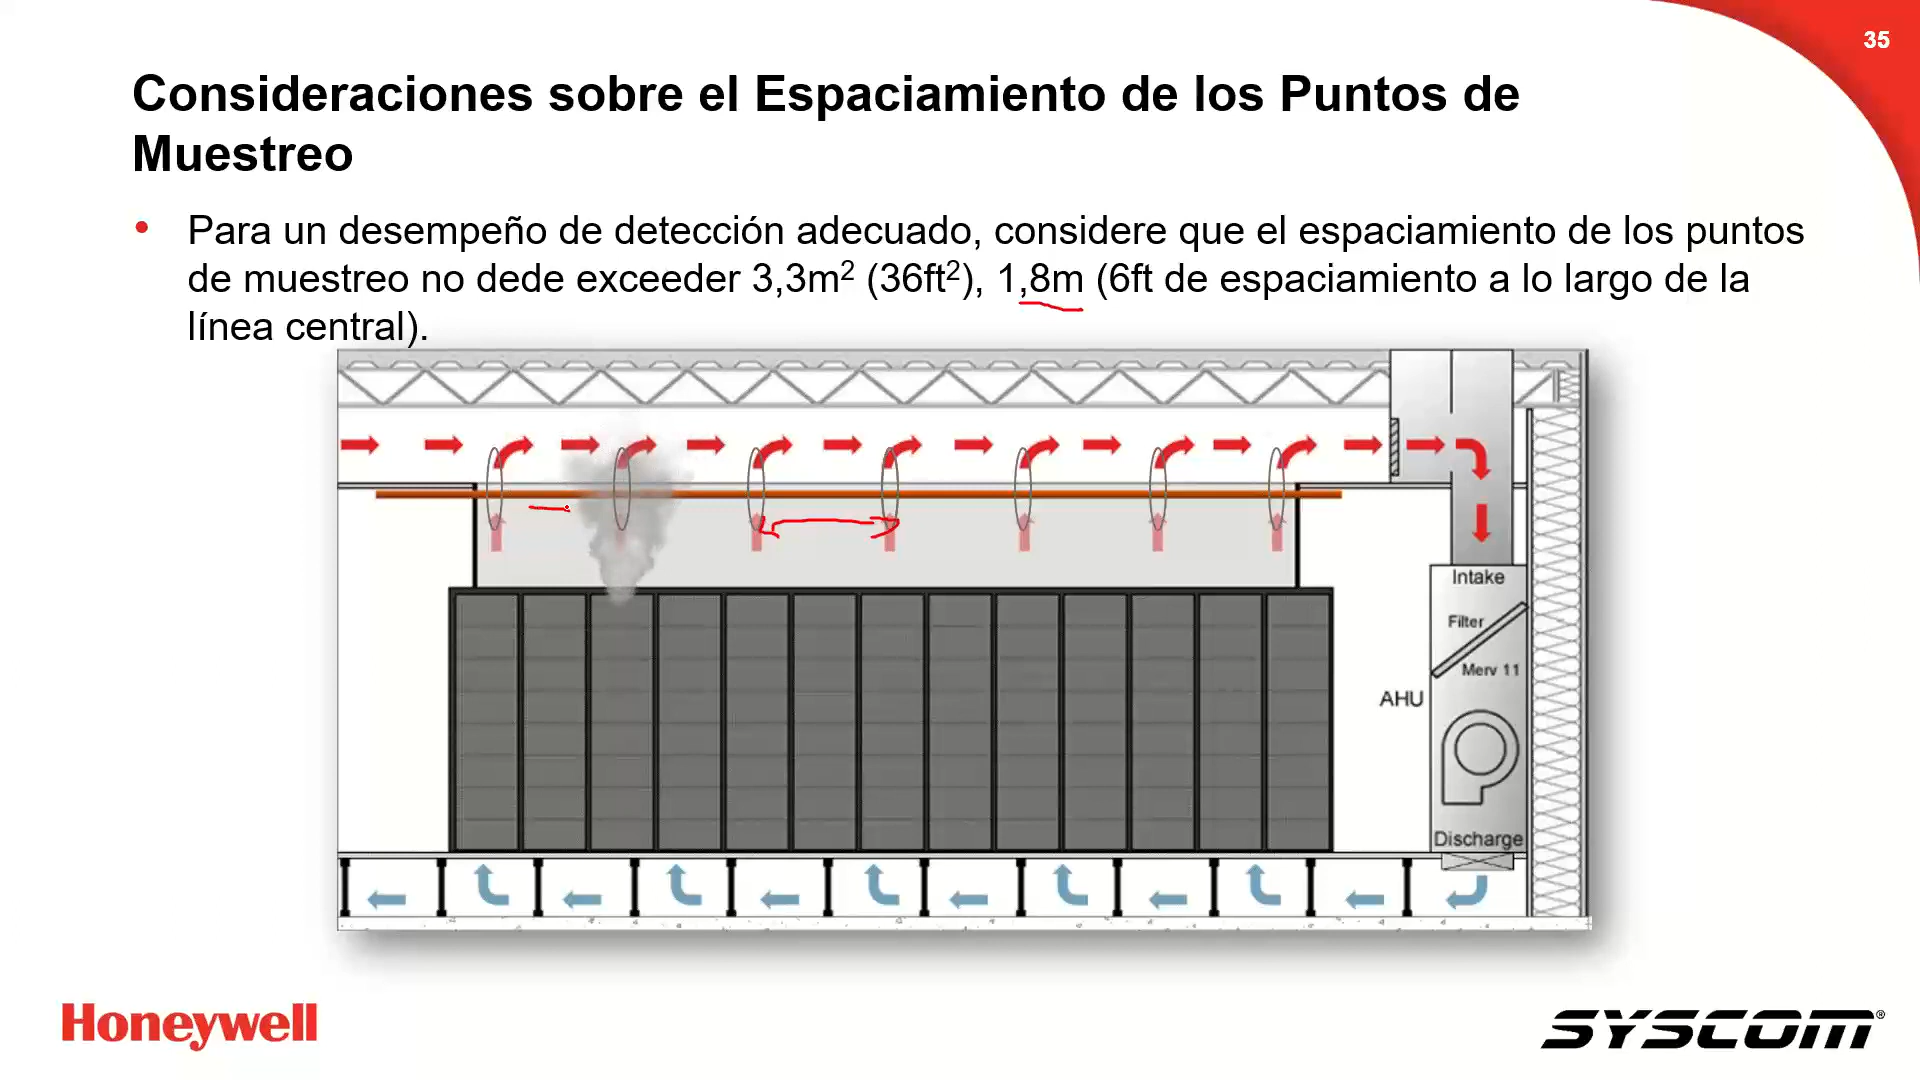 35
Consideraciones sobre el Espaciamiento de los Puntos de
Muestreo
• Para un desempeño de detección adecuado, considere que el espaciamiento de los puntos
de muestreo no dede exceeder 3,3m² (36ft²), 1,8m (6ft de espaciamiento a lo largo de la
línea central).
Intake
Filter
Merv 11
AHU
Discharge
Honeywell
SYSCOM®